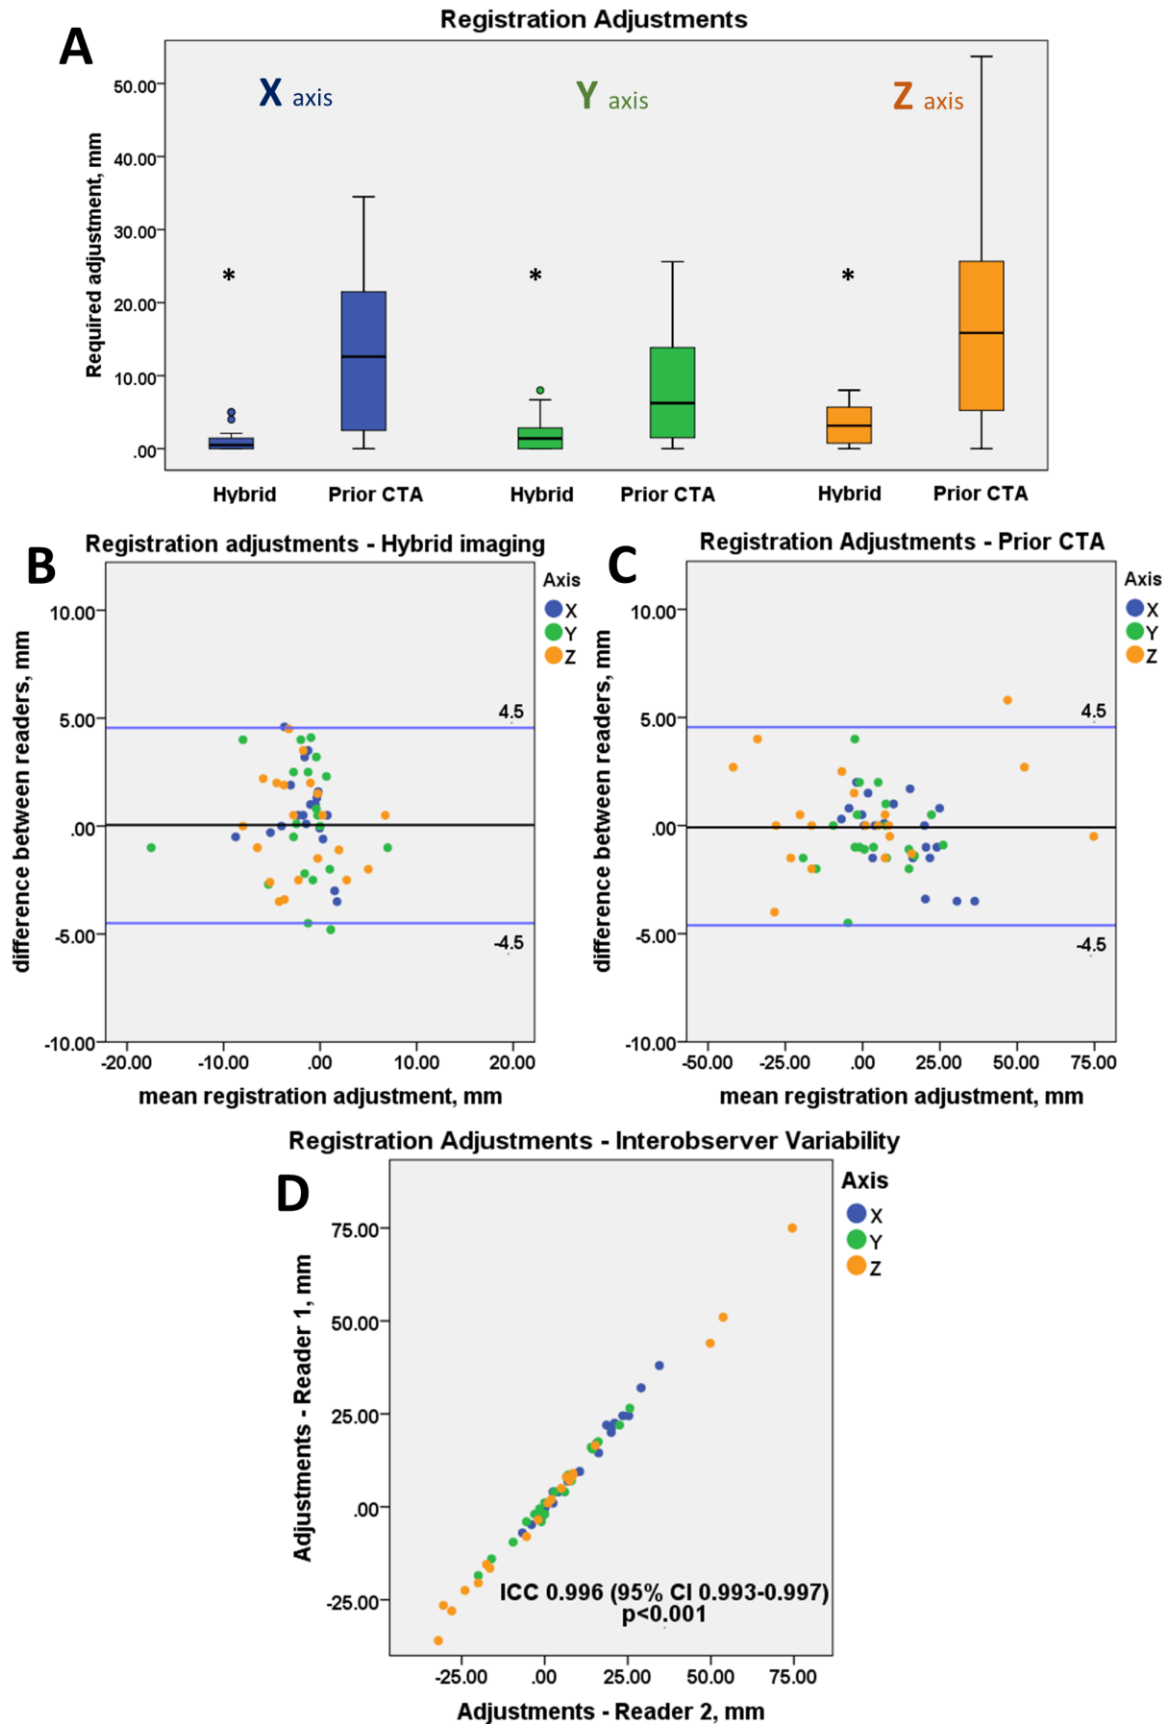 Registration Adjustments
A
X axis
Y axis
Z axis
Required adjustment, mm
50.00
40.00
30.00
20.00
10.00
.00
*
*
*
Hybrid
Prior CTA
Hybrid
Prior CTA
Hybrid
Prior CTA
B
Registration adjustments - Hybrid imaging
difference between readers, mm
10.00
5.00
.00
-5.00
-10.00
4.5
-4.5
Axis
X
Y
Z
-20.00
-10.00
.00
10.00
20.00
mean registration adjustment, mm
C
Registration Adjustments - Prior CTA
difference between readers, mm
10.00
5.00
.00
-5.00
-10.00
4.5
-4.5
Axis
X
Y
Z
-50.00
-25.00
.00
25.00
50.00
75.00
mean registration adjustment, mm
Registration Adjustments - Interobserver Variability
D
Adjustments - Reader 1, mm
75.00
50.00
25.00
.00
-25.00
Axis
X
Y
Z
ICC 0.996 (95% CI 0.993-0.997)
p<0.001
-25.00
.00
25.00
50.00
75.00
Adjustments - Reader 2, mm